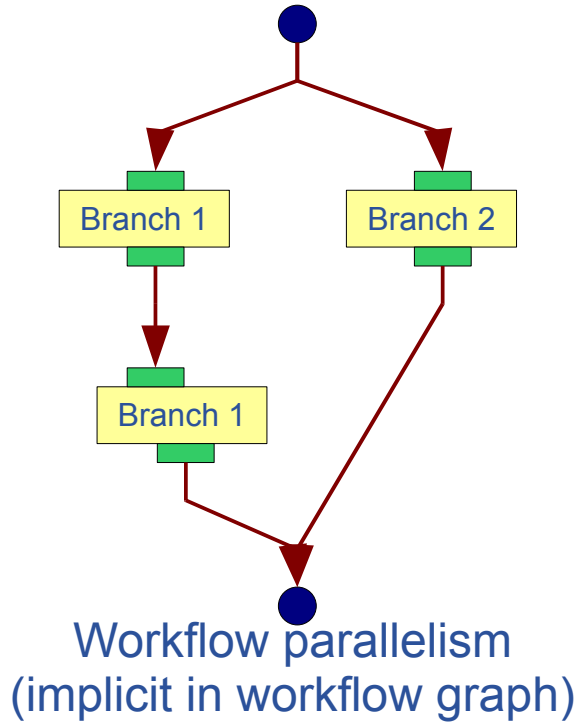 Branch 1
Branch 2
Branch 1
Workflow parallelism
(implicit in workflow graph)